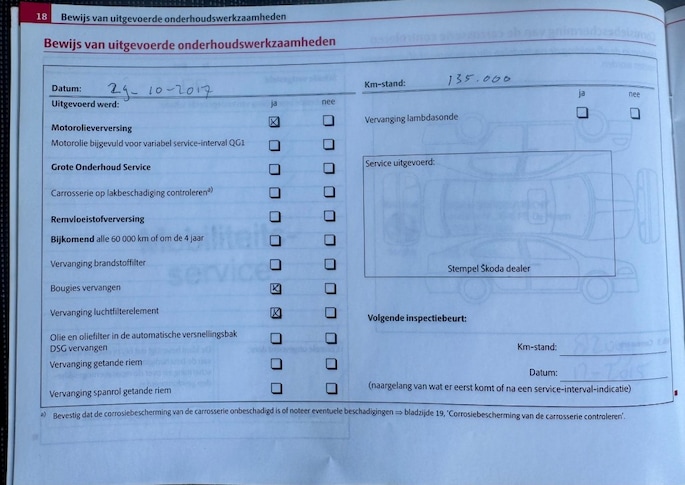 18 Bewijs van uitgevoerde onderhoudswerkzaamheden
Bewijs van uitgevoerde onderhoudswerkzaamheden
Datum: 29-10-2017
Km-stand: 135.000
Uitgevoerd werd: ja nee
ja nee
Motorolieverversing
Vervanging lambdasonde
Motorolie bijgevuld voor variabel service-interval QG1
Grote Onderhoud Service
Service uitgevoerd:
Carrosserie op lakbeschadiging controleren a)
Remvloeistofverversing
Bijkomend alle 60 000 km of om de 4 jaar
Vervanging brandstoffilter
Stempel Škoda dealer
Bougies vervangen
Vervanging luchtfilterelement
Volgende inspectiebeurt:
Olie en oliefilter in de automatische versnellingsbak
DSG vervangen
Km-stand:
Vervanging getande riem
Datum:
Vervanging spanrol getande riem
(naargelang van wat er eerst komt of na een service-interval-indicatie)
a) Bevestig dat de corrosiebescherming van de carrosserie onbeschadigd is of noteer eventuele beschadigingen ⇒ bladzijde 19, 'Corrosiebescherming van de carrosserie controleren'.